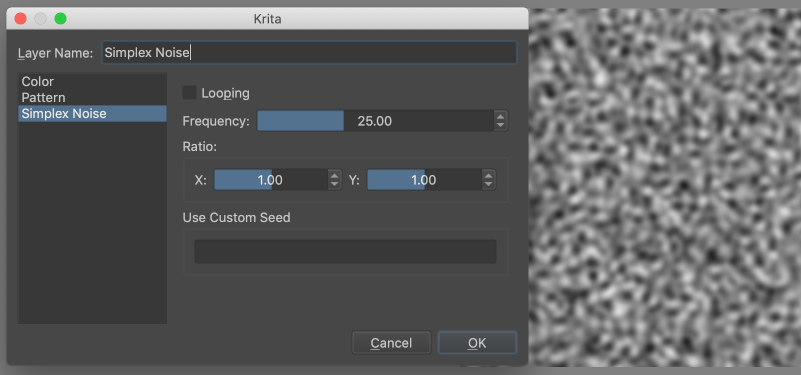 Krita
Layer Name: Simplex Noise
Color
Pattern
Simplex Noise
Looping
Frequency: 25.00
Ratio:
X: 1.00 Y: 1.00
Use Custom Seed
Cancel OK